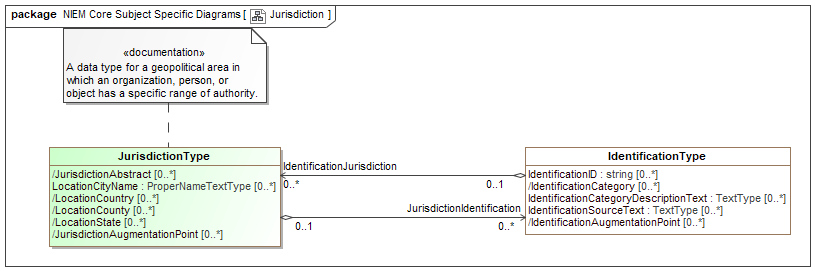 package NIEM Core Subject Specific Diagrams [ Jurisdiction ]
«documentation»
A data type for a geopolitical area in
which an organization, person, or
object has a specific range of authority.
JurisdictionType
/JurisdictionAbstract [0..*]
LocationCityName : ProperNameTextType [0..*]
/LocationCountry [0..*]
/LocationCounty [0..*]
/LocationState [0..*]
/JurisdictionAugmentationPoint [0..*]
IdentificationJurisdiction
0..*
0..1
JurisdictionIdentification
0..1
0..*
IdentificationType
IdentificationID : string [0..*]
/IdentificationCategory [0..*]
IdentificationCategoryDescriptionText : TextType [0..*]
IdentificationSourceText : TextType [0..*]
/IdentificationAugmentationPoint [0..*]